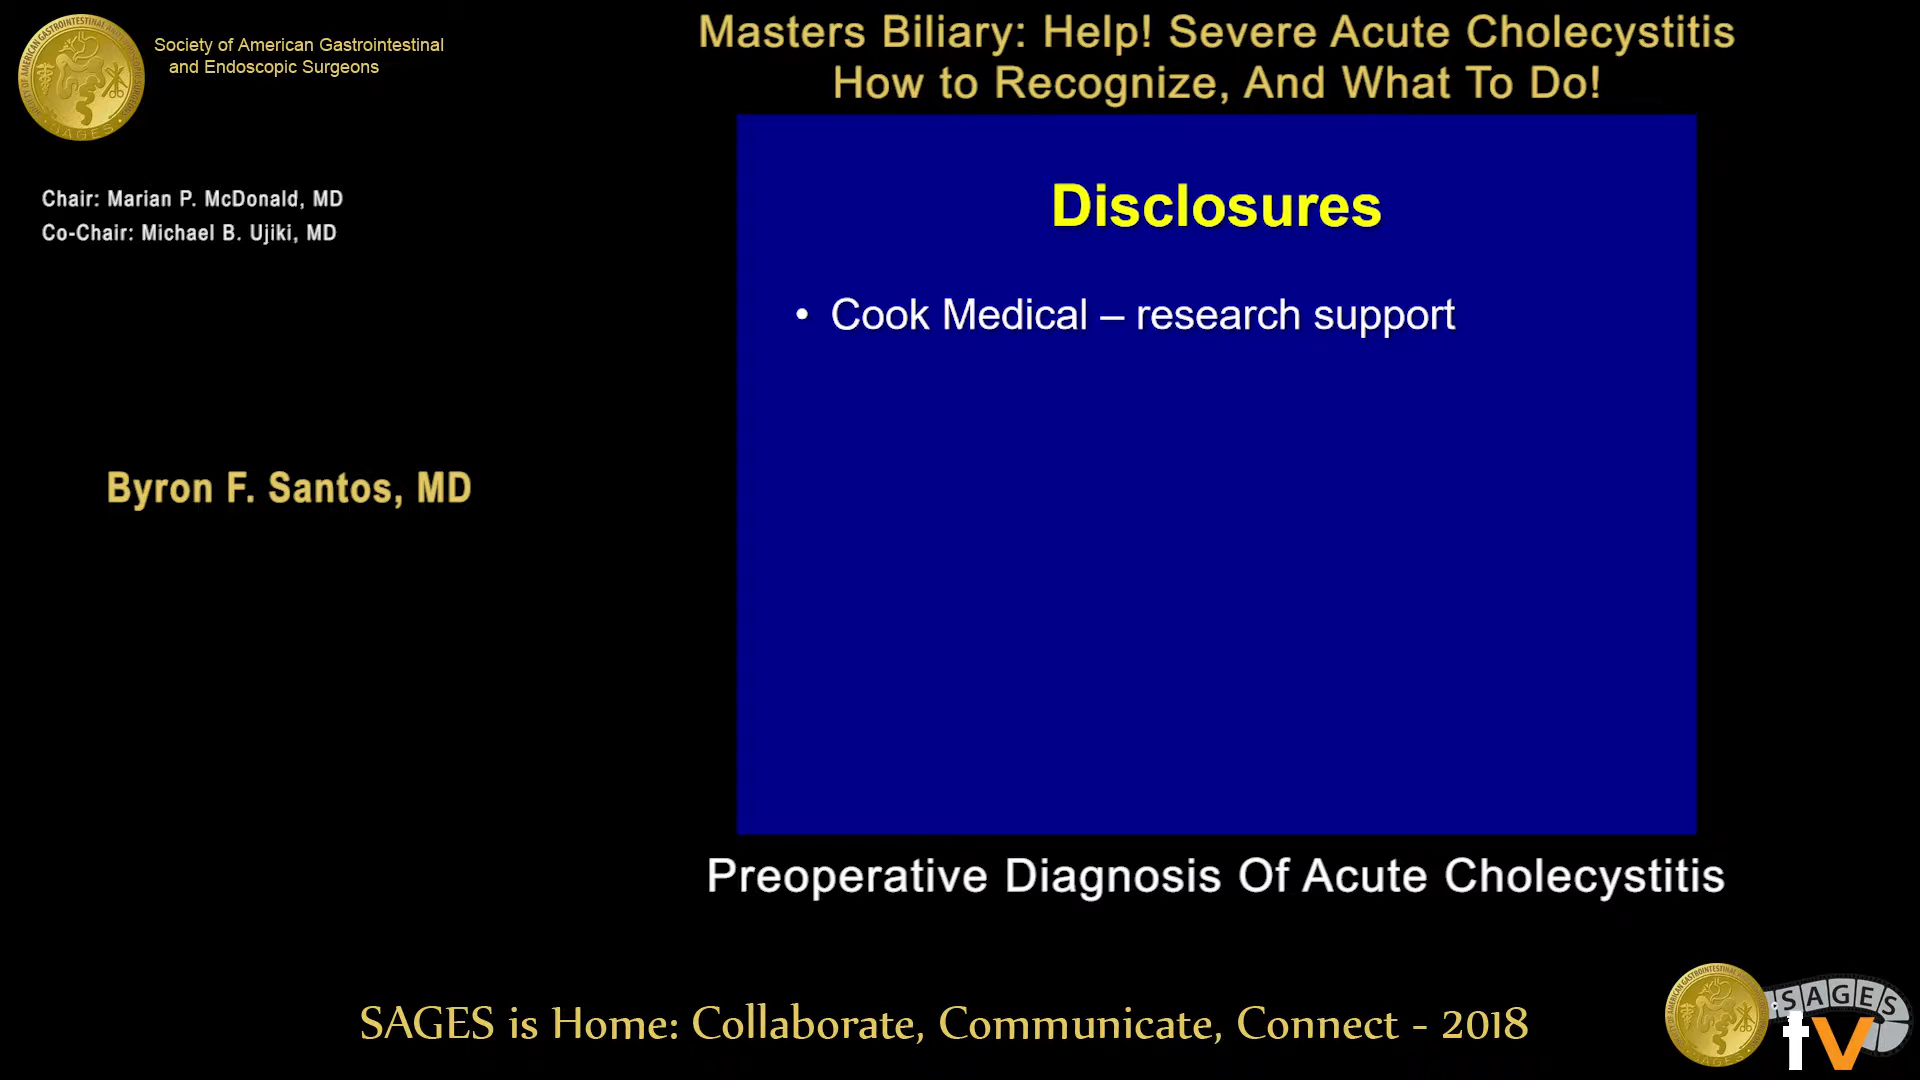 Society of American Gastrointestinal
and Endoscopic Surgeons
Masters Biliary: Help! Severe Acute Cholecystitis
How to Recognize, And What To Do!
Chair: Marian P. McDonald, MD
Co-Chair: Michael B. Ujiki, MD
Byron F. Santos, MD
Disclosures
• Cook Medical – research support
Preoperative Diagnosis Of Acute Cholecystitis
SAGES is Home: Collaborate, Communicate, Connect - 2018
SAGES
tv